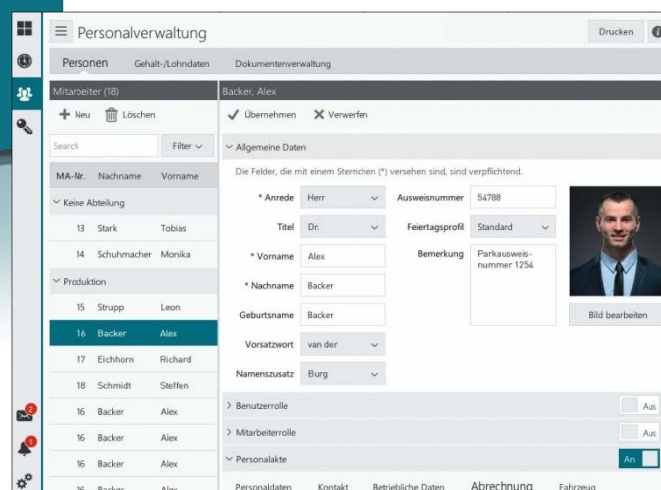 Personalverwaltung
Drucken
Personen Gehalt-/Lohndaten Dokumentenverwaltung
Mitarbeiter (18)
Backer, Alex
Neu Löschen
Übernehmen Verwerfen
Search Filter
Allgemeine Daten
Die Felder, die mit einem Sternchen (*) versehen sind, sind verpflichtend.
MA-Nr. Nachname Vorname
Keine Abteilung
13 Stark Tobias
14 Schuhmacher Monika
Produktion
15 Strupp Leon
16 Backer Alex
17 Eichhorn Richard
18 Schmidt Steffen
16 Backer Alex
16 Backer Alex
16 Backer Alex
16 Backer Alex
* Anrede Herr
Titel Dr.
* Vorname Alex
* Nachname Backer
Geburtsname Backer
Vorsatzwort van der
Namenszusatz Burg
Ausweisnummer 54788
Feiertagsprofil Standard
Bemerkung Parkausweis-
nummer 1254
Bild bearbeiten
Benutzerrolle Aus
Mitarbeiterrolle Aus
Personalakte An
Personaldaten Kontakt Betriebliche Daten Abrechnung Fahrzeug
2
1